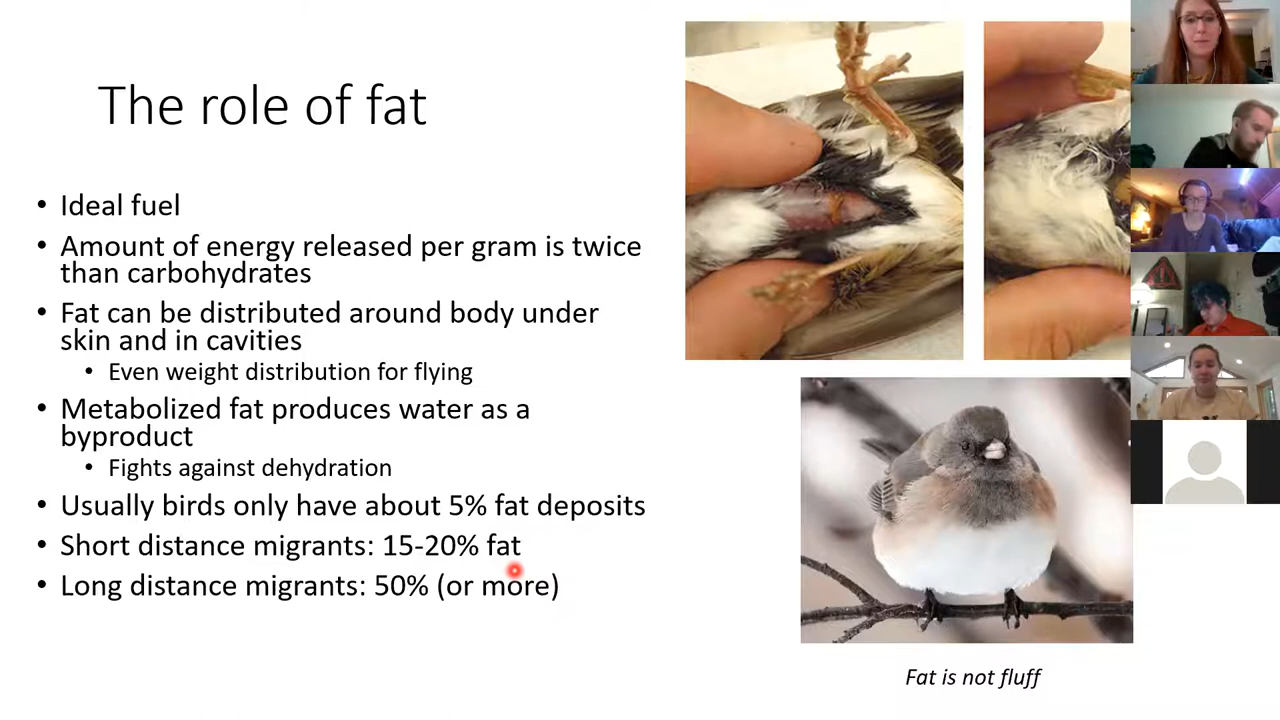 The role of fat
• Ideal fuel
• Amount of energy released per gram is twice
than carbohydrates
• Fat can be distributed around body under
skin and in cavities
• Even weight distribution for flying
• Metabolized fat produces water as a
byproduct
• Fights against dehydration
• Usually birds only have about 5% fat deposits
• Short distance migrants: 15-20% fat
• Long distance migrants: 50% (or more)
Fat is not fluff